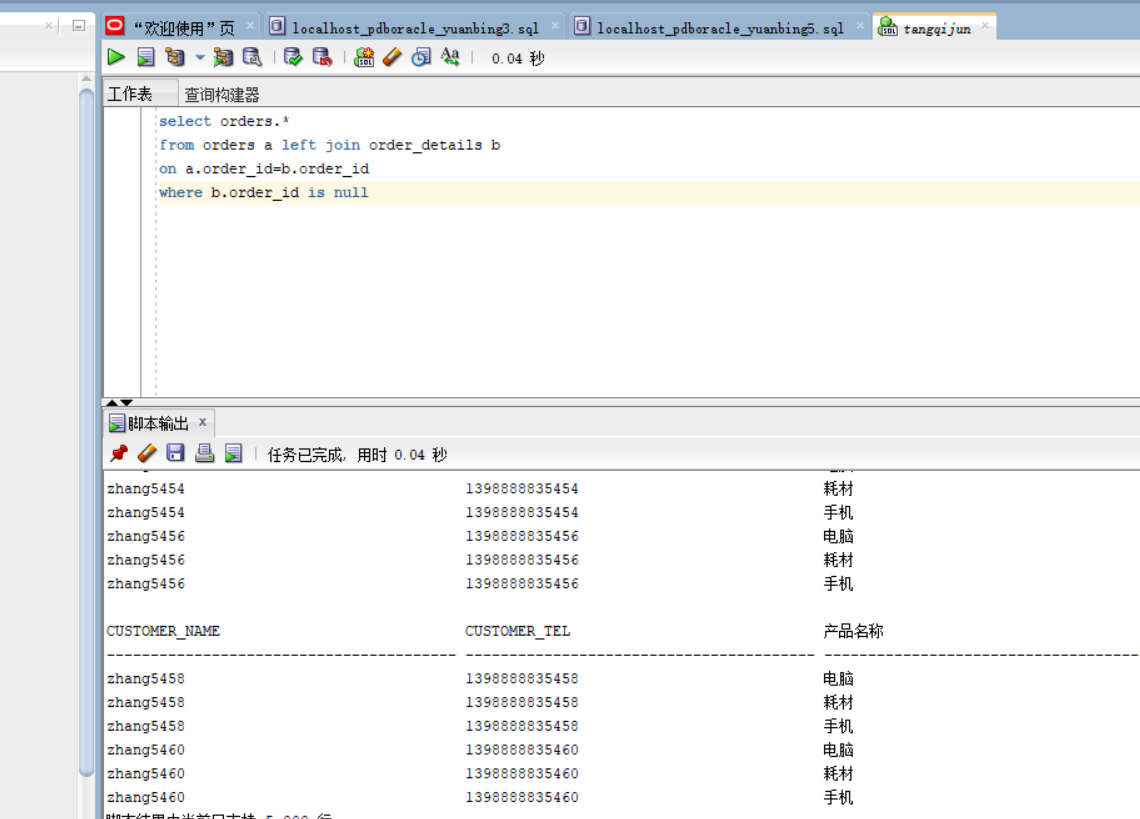 “欢迎使用”页 localhost_pdboracle_yuanbing3.sql localhost_pdboracle_yuanbing5.sql tangqijun
0.04 秒
工作表 查询构建器
select orders.*
from orders a left join order_details b
on a.order_id=b.order_id
where b.order_id is null
脚本输出
任务已完成, 用时 0.04 秒
zhang5454 1398888835454 耗材
zhang5454 1398888835454 手机
zhang5456 1398888835456 电脑
zhang5456 1398888835456 耗材
zhang5456 1398888835456 手机
CUSTOMER_NAME CUSTOMER_TEL 产品名称
zhang5458 1398888835458 电脑
zhang5458 1398888835458 耗材
zhang5458 1398888835458 手机
zhang5460 1398888835460 电脑
zhang5460 1398888835460 耗材
zhang5460 1398888835460 手机